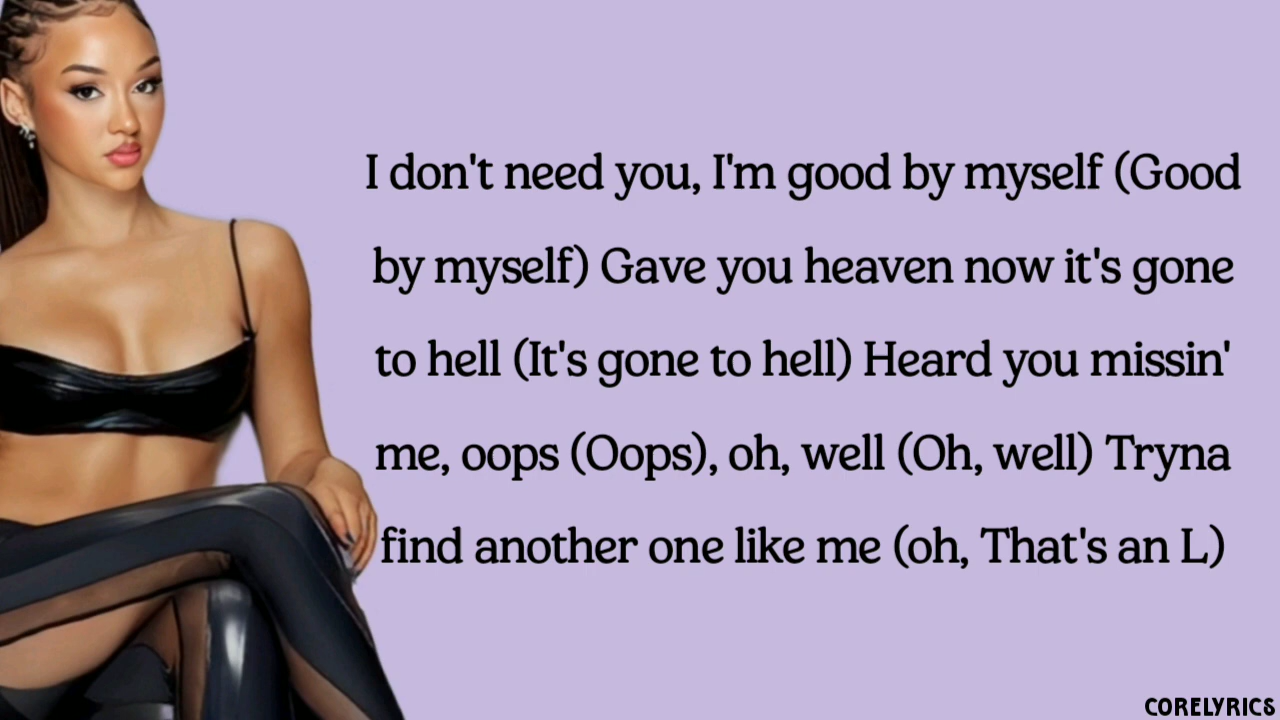 I don't need you, I'm good by myself (Good
by myself) Gave you heaven now it's gone
to hell (It's gone to hell) Heard you missin'
me, oops (Oops), oh, well (Oh, well) Tryna
find another one like me (oh, That's an L)
CORELYRICS